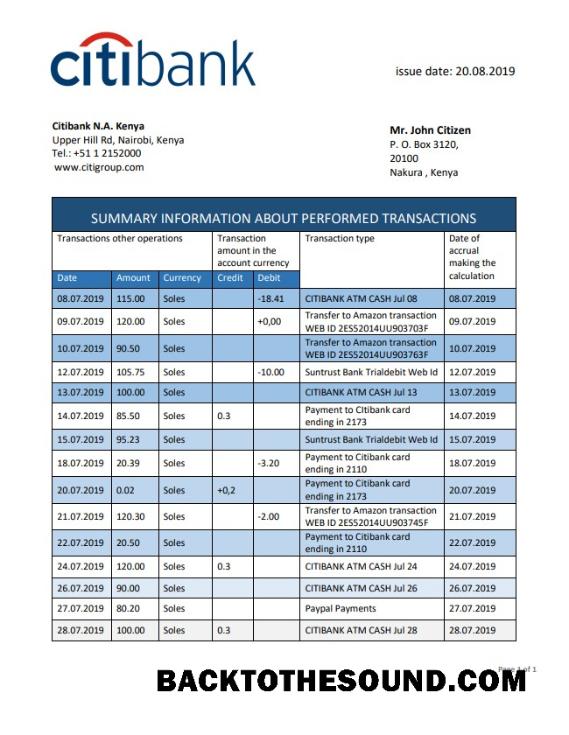 citibank
issue date: 20.08.2019
Citibank N.A. Kenya
Upper Hill Rd, Nairobi, Kenya
Tel.: +51 1 2152000
www.citigroup.com
Mr. John Citizen
P. O. Box 3120,
20100
Nakura , Kenya
SUMMARY INFORMATION ABOUT PERFORMED TRANSACTIONS
Transactions other operations
Transaction
amount in the
account currency
Transaction type
Date of
accrual
making the
calculation
Date Amount Currency Credit Debit
08.07.2019 115.00 Soles -18.41 CITIBANK ATM CASH Jul 08 08.07.2019
09.07.2019 120.00 Soles +0,00 Transfer to Amazon transaction
WEB ID 2ES52014UU903703F 09.07.2019
10.07.2019 90.50 Soles Transfer to Amazon transaction
WEB ID 2ES52014UU903763F 10.07.2019
12.07.2019 105.75 Soles -10.00 Suntrust Bank Trialdebit Web Id 12.07.2019
13.07.2019 100.00 Soles CITIBANK ATM CASH Jul 13 13.07.2019
14.07.2019 85.50 Soles 0.3 Payment to CItibank card
ending in 2173 14.07.2019
15.07.2019 95.23 Soles Suntrust Bank Trialdebit Web Id 15.07.2019
18.07.2019 20.39 Soles -3.20 Payment to Citibank card
ending in 2110 18.07.2019
20.07.2019 0.02 Soles +0,2 Payment to Citibank card
ending in 2173 20.07.2019
21.07.2019 120.30 Soles -2.00 Transfer to Amazon transaction
WEB ID 2ES52014UU903745F 21.07.2019
22.07.2019 20.50 Soles Payment to Citibank card
ending in 2110 22.07.2019
24.07.2019 120.00 Soles 0.3 CITIBANK ATM CASH Jul 24 24.07.2019
26.07.2019 90.00 Soles CITIBANK ATM CASH Jul 26 26.07.2019
27.07.2019 80.20 Soles Paypal Payments 27.07.2019
28.07.2019 100.00 Soles 0.3 CITIBANK ATM CASH Jul 28 28.07.2019
Page 1 of 1
BACKTOTHESOUND.COM